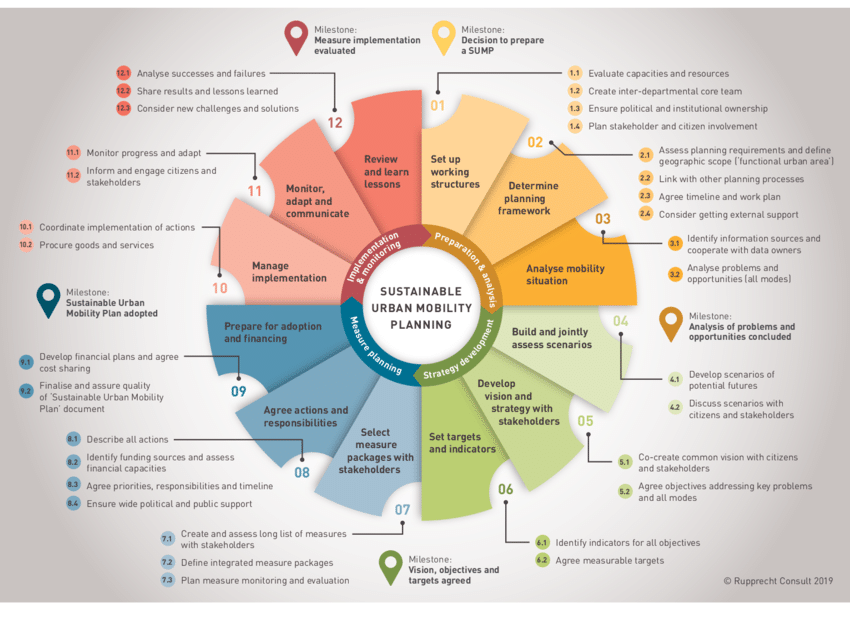 Milestone:
Measure implementation
evaluated
Milestone:
Decision to prepare
a SUMP
12.1 Analyse successes and failures
12.2 Share results and lessons learned
12.3 Consider new challenges and solutions
1.1 Evaluate capacities and resources
1.2 Create inter-departmental core team
1.3 Ensure political and institutional ownership
1.4 Plan stakeholder and citizen involvement
11.1 Monitor progress and adapt
11.2 Inform and engage citizens and
stakeholders
2.1 Assess planning requirements and define
geographic scope ('functional urban area')
2.2 Link with other planning processes
2.3 Agree timeline and work plan
2.4 Consider getting external support
10.1 Coordinate implementation of actions
10.2 Procure goods and services
3.1 Identify information sources and
cooperate with data owners
3.2 Analyse problems and
opportunities (all modes)
Milestone:
Sustainable Urban
Mobility Plan adopted
Milestone:
Analysis of problems and
opportunities concluded
01
Set up
working
structures
02
Determine
planning
framework
03
Analyse mobility
situation
04
Build and jointly
assess scenarios
05
Develop
vision and
strategy with
stakeholders
06
Set targets
and indicators
07
Select
measure
packages with
stakeholders
08
Agree actions and
responsibilities
09
Prepare for adoption
and financing
10
Manage
implementation
11
Monitor,
adapt and
communicate
12
Review
and learn
lessons
Implementation
& monitoring
Preparation & analysis
Strategy development
Measure planning
SUSTAINABLE
URBAN MOBILITY
PLANNING
9.1 Develop financial plans and agree
cost sharing
9.2 Finalise and assure quality
of 'Sustainable Urban Mobility
Plan' document
4.1 Develop scenarios of
potential futures
4.2 Discuss scenarios with
citizens and stakeholders
8.1 Describe all actions
8.2 Identify funding sources and assess
financial capacities
8.3 Agree priorities, responsibilities and timeline
8.4 Ensure wide political and public support
5.1 Co-create common vision with citizens
and stakeholders
5.2 Agree objectives addressing key problems
and all modes
7.1 Create and assess long list of measures
with stakeholders
7.2 Define integrated measure packages
7.3 Plan measure monitoring and evaluation
Milestone:
Vision, objectives and
targets agreed
6.1 Identify indicators for all objectives
6.2 Agree measurable targets
© Rupprecht Consult 2019